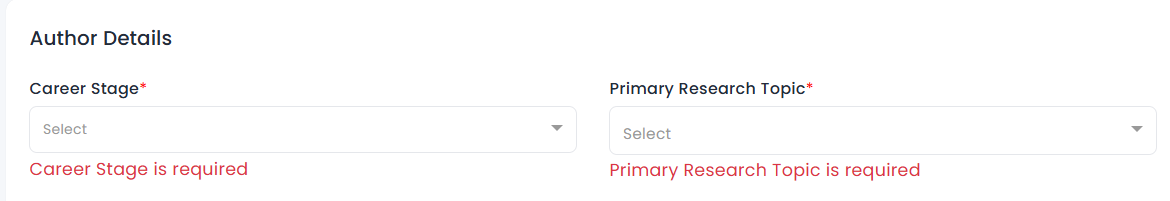 Author Details
Career Stage* Primary Research Topic*
Select Select
Career Stage is required Primary Research Topic is required